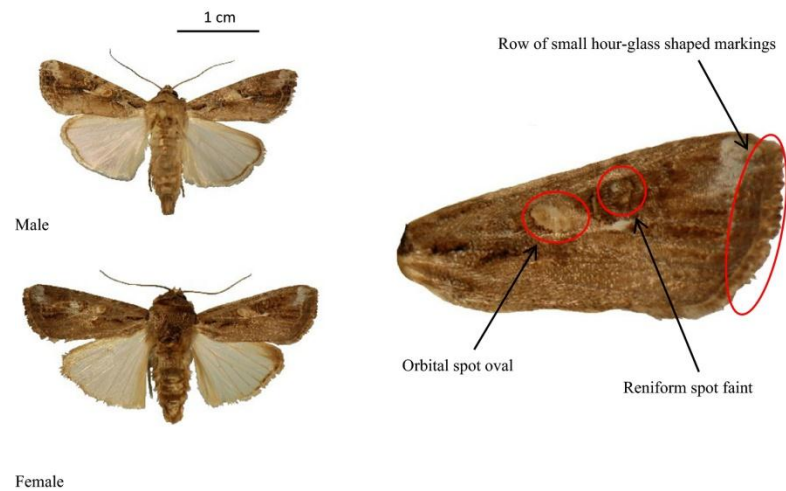 1 cm
Row of small hour-glass shaped markings
Male
Orbital spot oval
Reniform spot faint
Female